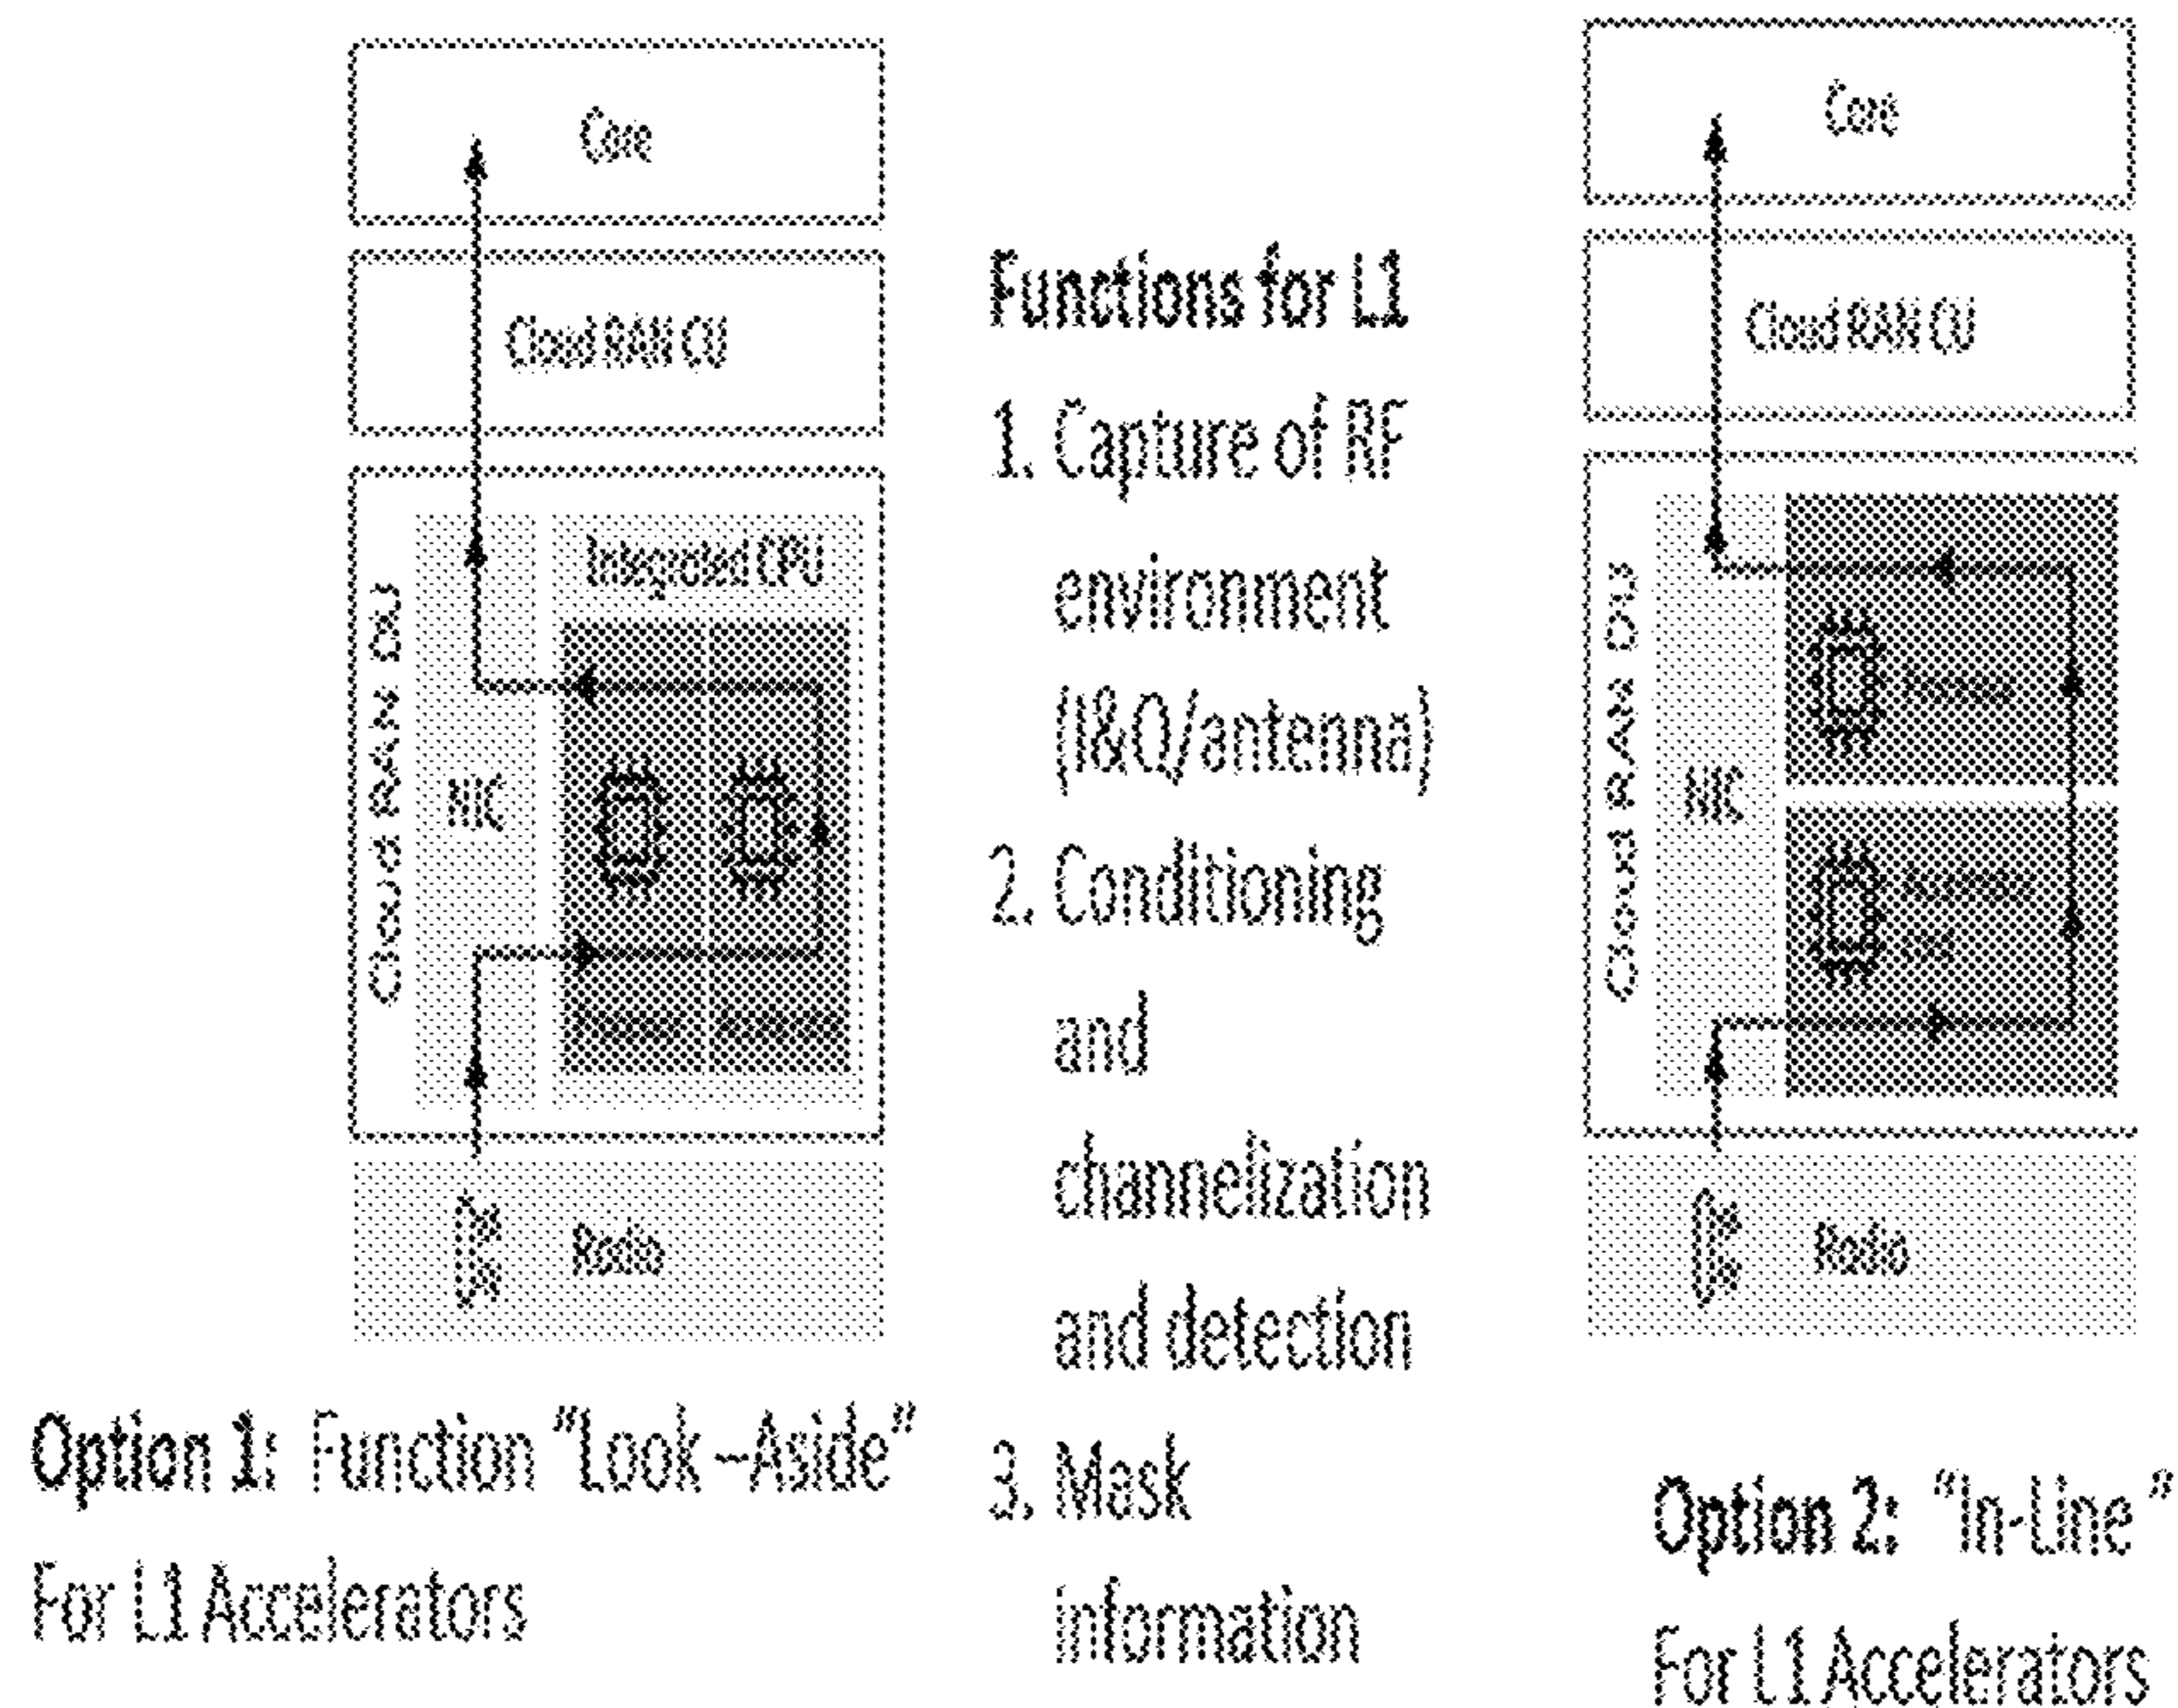 Core
Cloud RAN CU
Integrated CPU
Cloud RAN DU
NIC
Radio
Option 1: Function “Look –Aside”
For L1 Accelerators
Functions for L1
1. Capture of RF
environment
(I&Q/antenna)
2. Conditioning
and
channelization
and detection
3. Mask
information
Core
Cloud RAN CU
Cloud RAN DU
NIC
Radio
Option 2: “In-Line ”
For L1 Accelerators